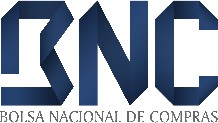 BNC
BOLSA NACIONAL DE COMPRAS